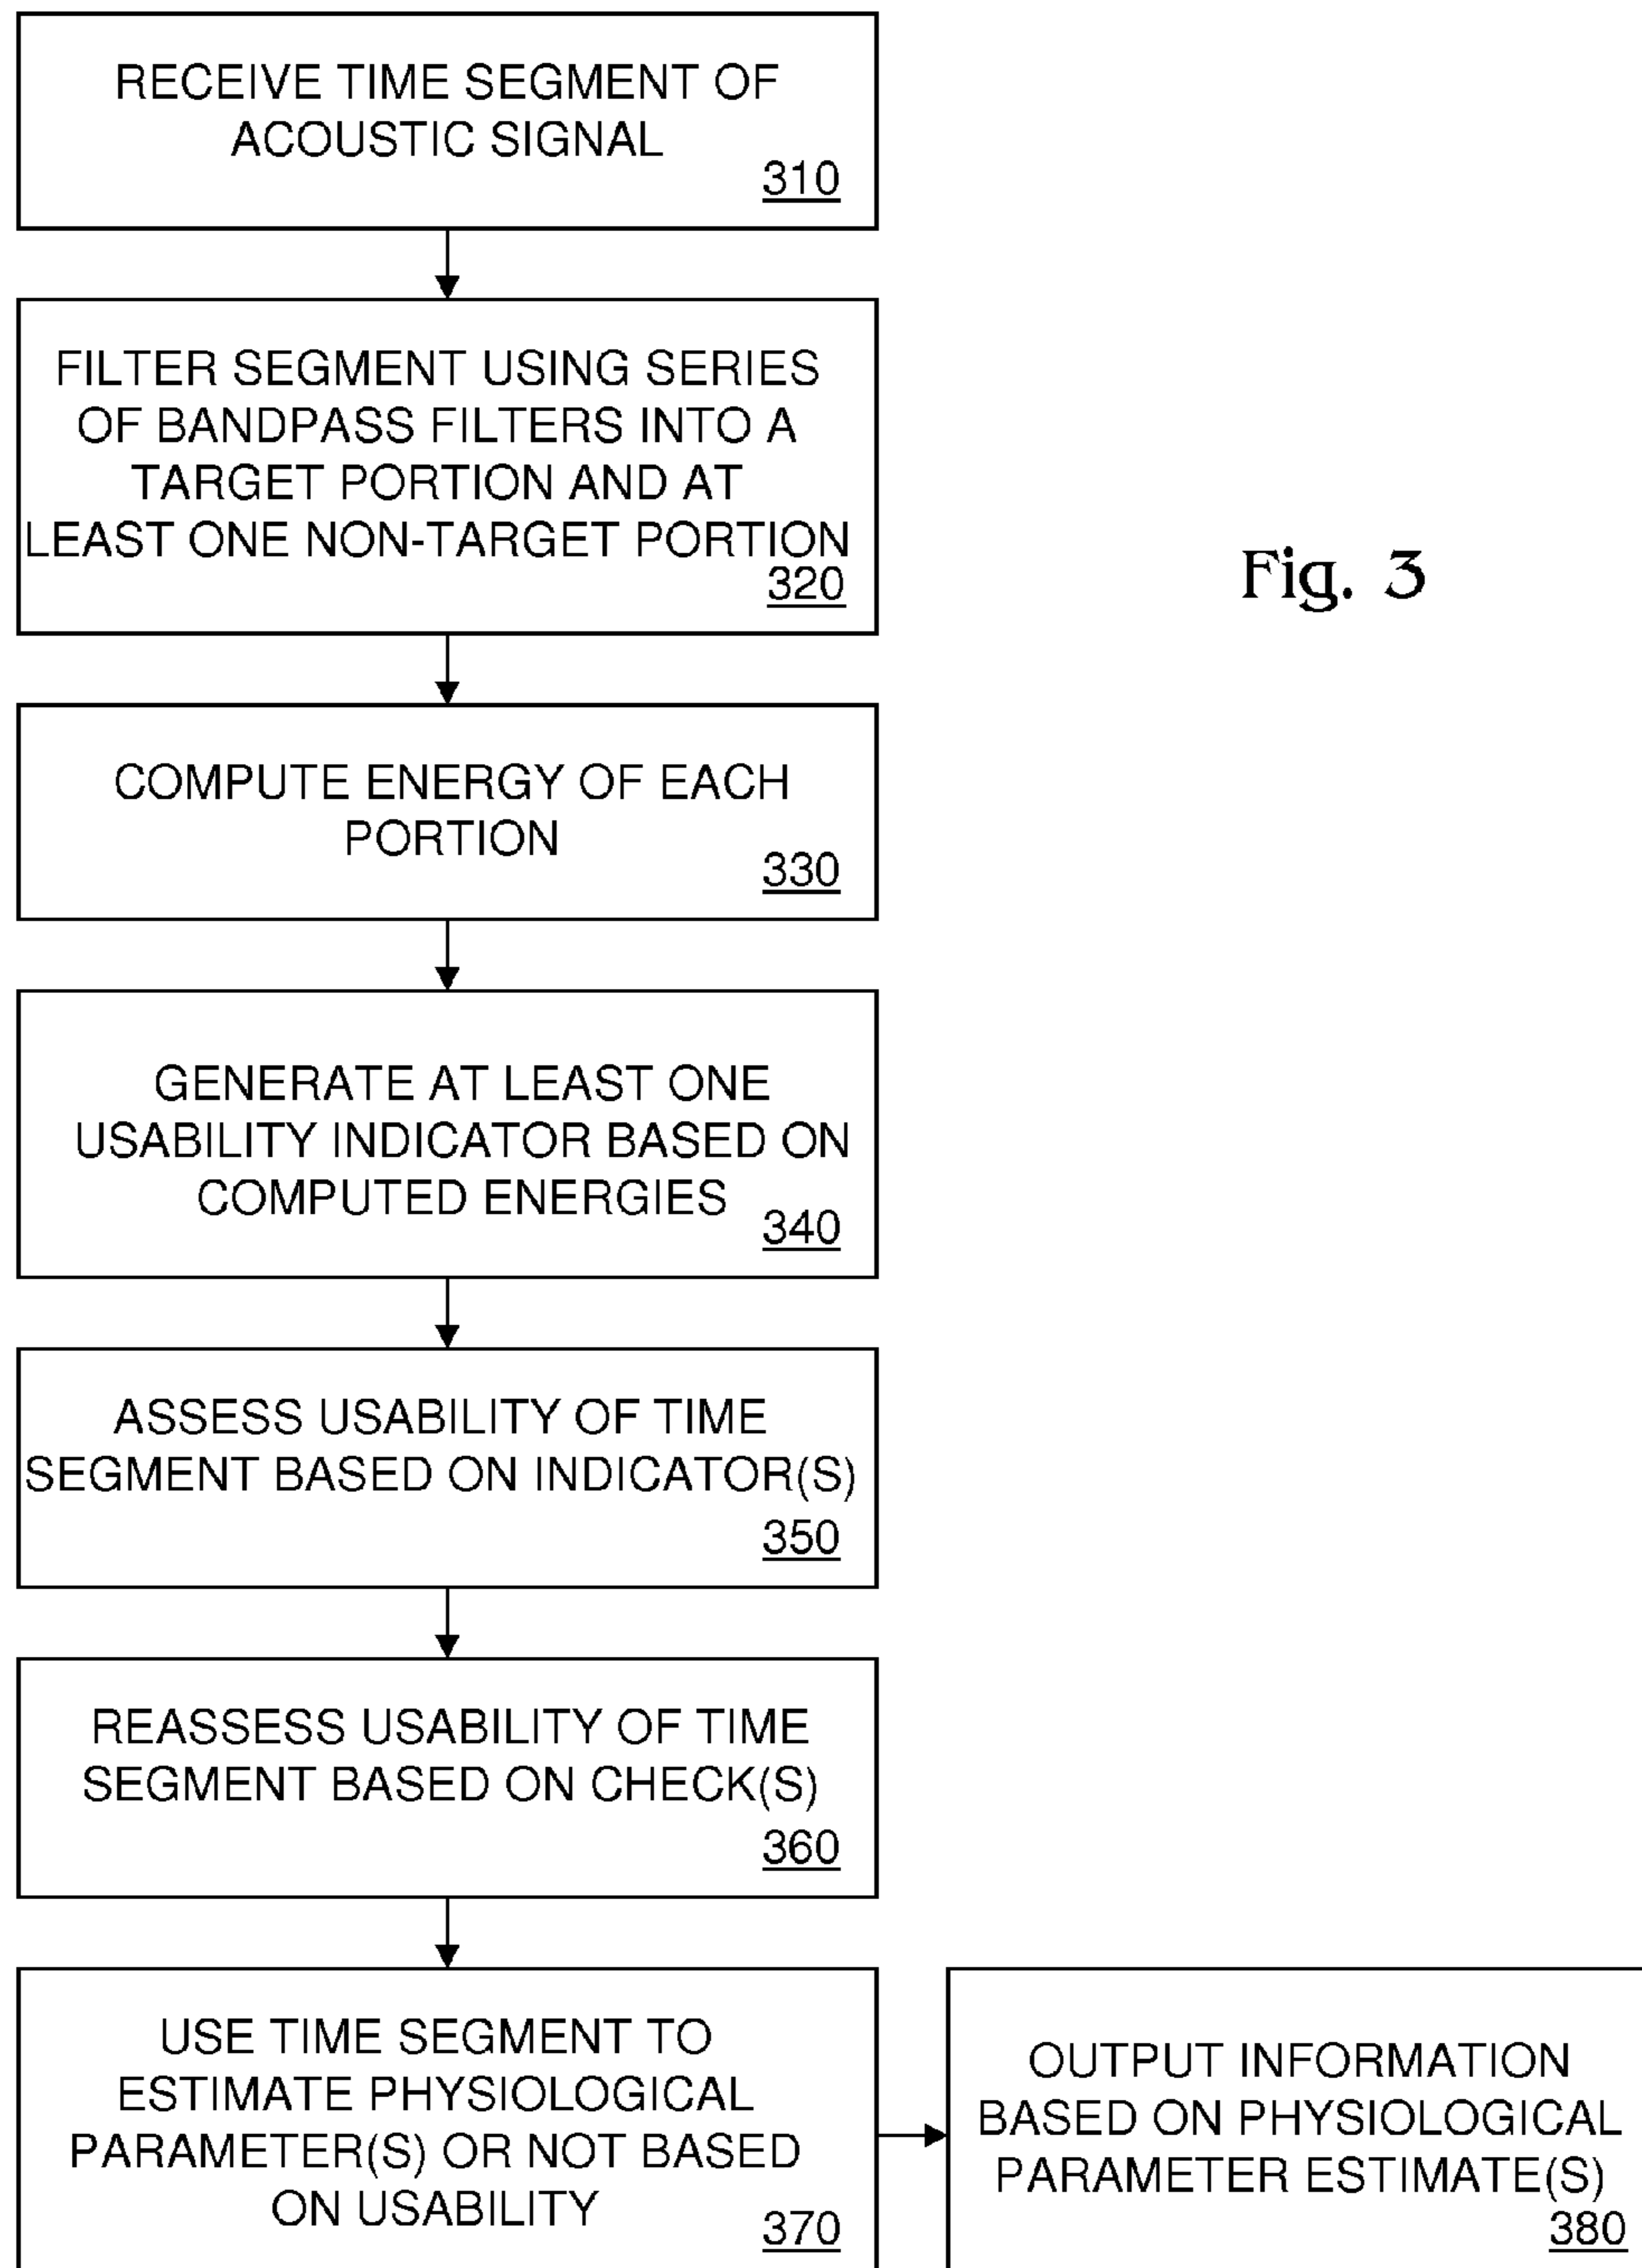 RECEIVE TIME SEGMENT OF
ACOUSTIC SIGNAL
310
FILTER SEGMENT USING SERIES
OF BANDPASS FILTERS INTO A
TARGET PORTION AND AT
LEAST ONE NON-TARGET PORTION
320
Fig. 3
COMPUTE ENERGY OF EACH
PORTION
330
GENERATE AT LEAST ONE
USABILITY INDICATOR BASED ON
COMPUTED ENERGIES
340
ASSESS USABILITY OF TIME
SEGMENT BASED ON INDICATOR(S)
350
REASSESS USABILITY OF TIME
SEGMENT BASED ON CHECK(S)
360
USE TIME SEGMENT TO
ESTIMATE PHYSIOLOGICAL
PARAMETER(S) OR NOT BASED
ON USABILITY
370
OUTPUT INFORMATION
BASED ON PHYSIOLOGICAL
PARAMETER ESTIMATE(S)
380